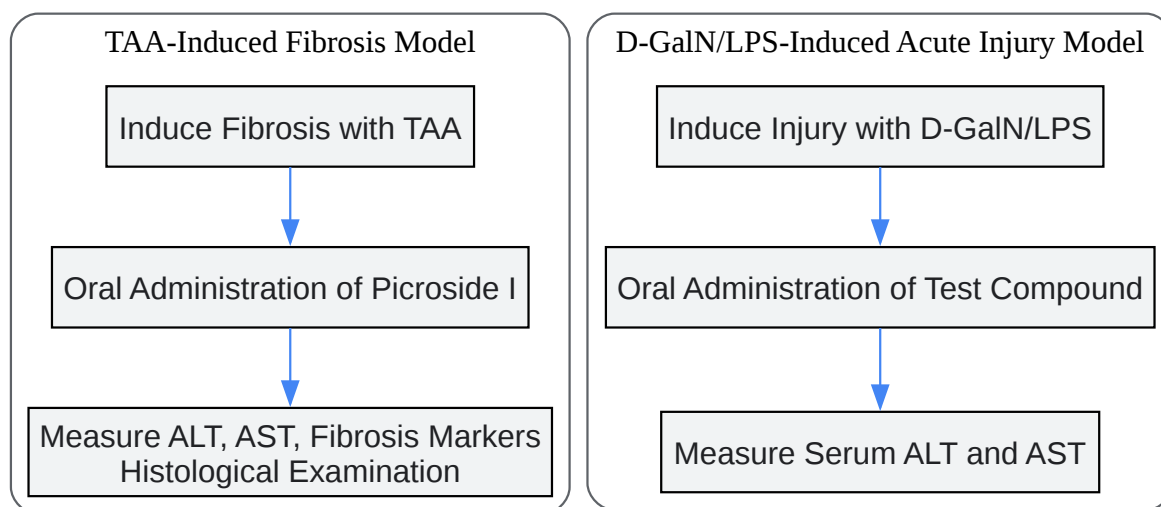 TAA-Induced Fibrosis Model
Induce Fibrosis with TAA
Oral Administration of Picroside I
Measure ALT, AST, Fibrosis Markers
Histological Examination
D-GalN/LPS-Induced Acute Injury Model
Induce Injury with D-GalN/LPS
Oral Administration of Test Compound
Measure Serum ALT and AST